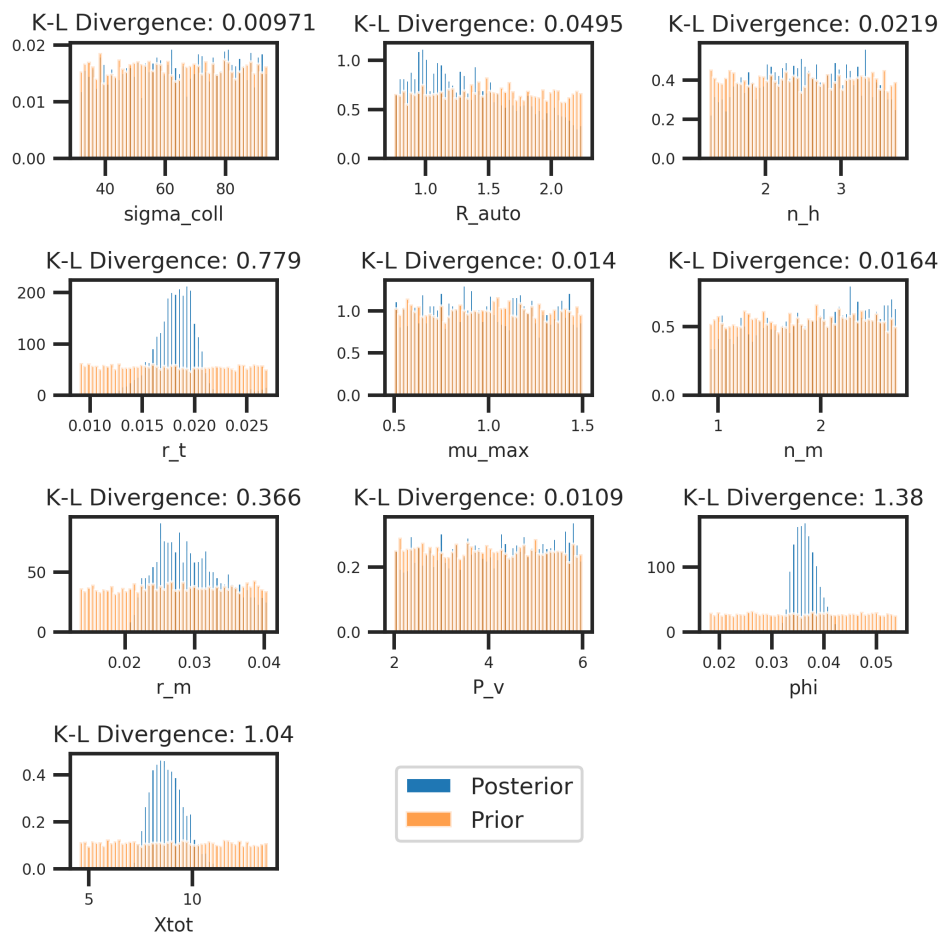 K-L Divergence: 0.00971
0.02
0.01
0.00
40 60 80
sigma_coll
K-L Divergence: 0.0495
1.0
0.5
0.0
1.0 1.5 2.0
R_auto
K-L Divergence: 0.0219
0.4
0.2
0.0
2 3
n_h
K-L Divergence: 0.779
200
100
0
0.010 0.015 0.020 0.025
r_t
K-L Divergence: 0.014
1.0
0.5
0.0
0.5 1.0 1.5
mu_max
K-L Divergence: 0.0164
0.5
0.0
1 2
n_m
K-L Divergence: 0.366
50
0
0.02 0.03 0.04
r_m
K-L Divergence: 0.0109
0.2
0.0
2 4 6
P_v
K-L Divergence: 1.38
100
0
0.02 0.03 0.04 0.05
phi
K-L Divergence: 1.04
0.4
0.2
0.0
5 10
Xtot
Posterior
Prior